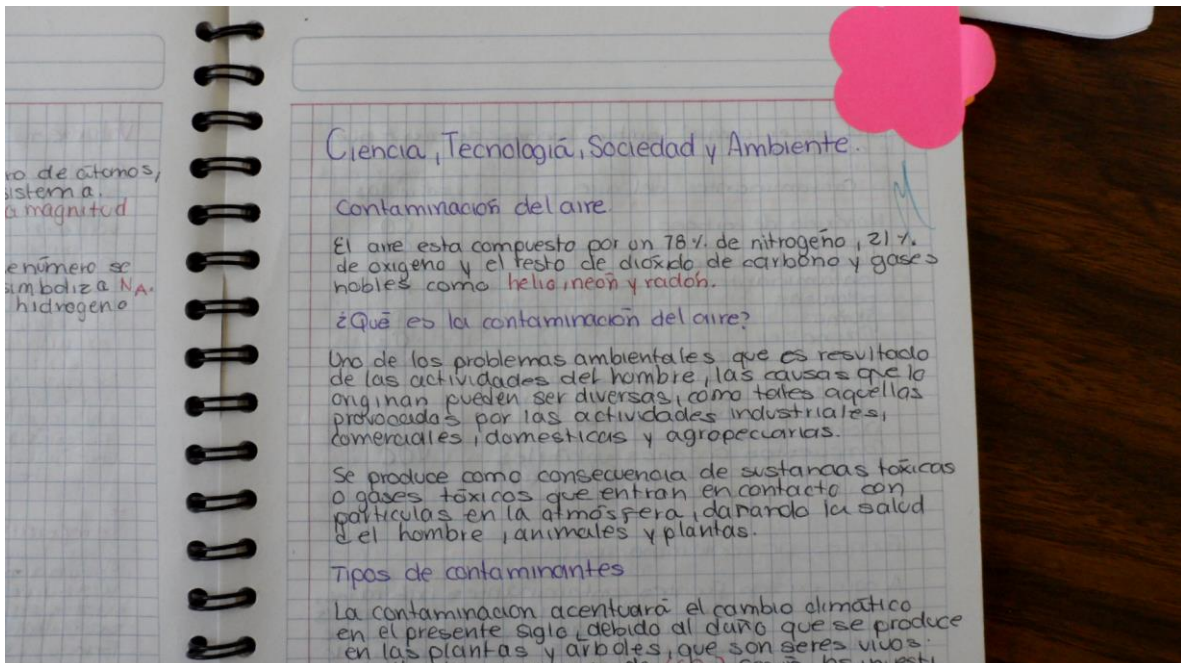 ro de átomos,
sistema.
a magnitud
e número se
simboliza NA.
hidrogeno
Ciencia, Tecnología, Sociedad y Ambiente.
Contaminación del aire
El aire esta compuesto por un 78% de nitrogeno, 21%
de oxigeno y el resto de dioxido de carbono y gases
nobles como helio, neón y radón.
¿Qué es la contaminación del aire?
Uno de los problemas ambientales que es resultado
de las actividades del hombre, las causas que lo
originan pueden ser diversas, como tales aquellas
provocadas por las actividades industriales,
comerciales, domesticas y agropecuarias.
Se produce como consecuencia de sustancias tóxicas
o gases tóxicos que entran en contacto con
partículas en la atmósfera, dañando la salud
del hombre, animales y plantas.
Tipos de contaminantes
La contaminacion acentuará el cambio climático
en el presente siglo, debido al daño que se produce
en las plantas y árboles, que son seres vivos.